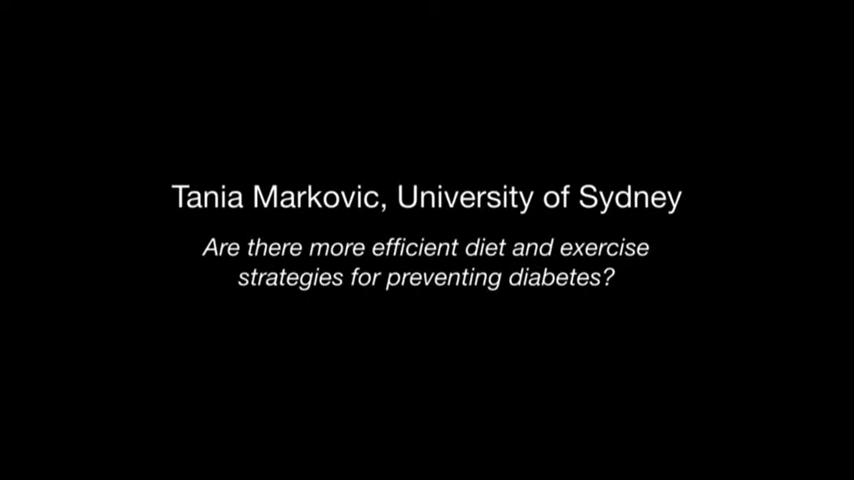 Tania Markovic, University of Sydney
Are there more efficient diet and exercise
strategies for preventing diabetes?